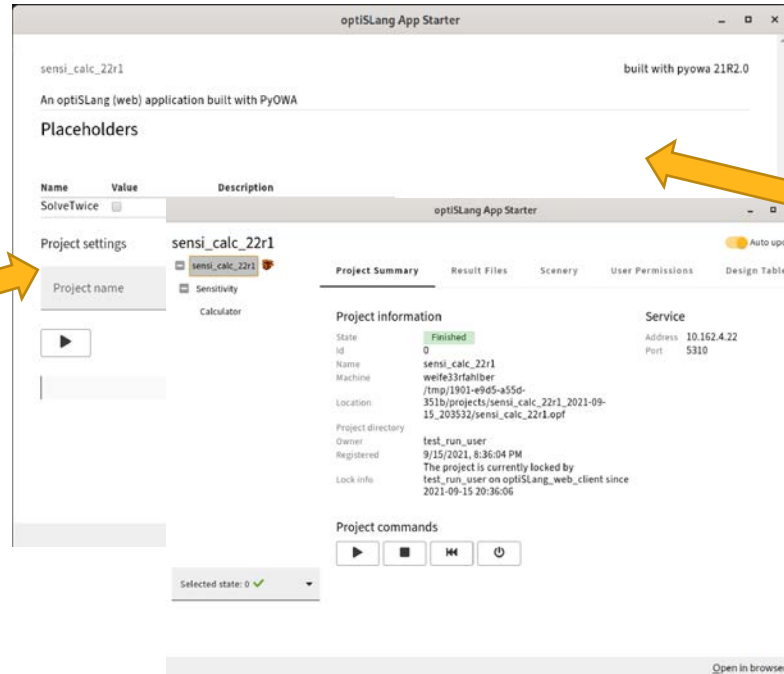 optiSLang App Starter
sensi_calc_22r1
built with pyowa 21R2.0
An optiSLang (web) application built with PyOWA
Placeholders
Name Value Description
SolveTwice
Project settings
Project name
optiSLang App Starter
sensi_calc_22r1
Auto upd
sensi_calc_22r1
Sensitivity
Calculator
Project Summary Result Files Scenery User Permissions Design Table
Project information
State Finished
Id 0
Name sensi_calc_22r1
Machine weife33rfahlber
Location /tmp/1901-e9d5-a55d-
351b/projects/sensi_calc_22r1_2021-09-
15_203532/sensi_calc_22r1.opf
Project directory
Owner test_run_user
Registered 9/15/2021, 8:36:04 PM
Lock info The project is currently locked by
test_run_user on optiSLang_web_client since
2021-09-15 20:36:06
Service
Address 10.162.4.22
Port 5310
Project commands
Selected state: 0
Open in browser